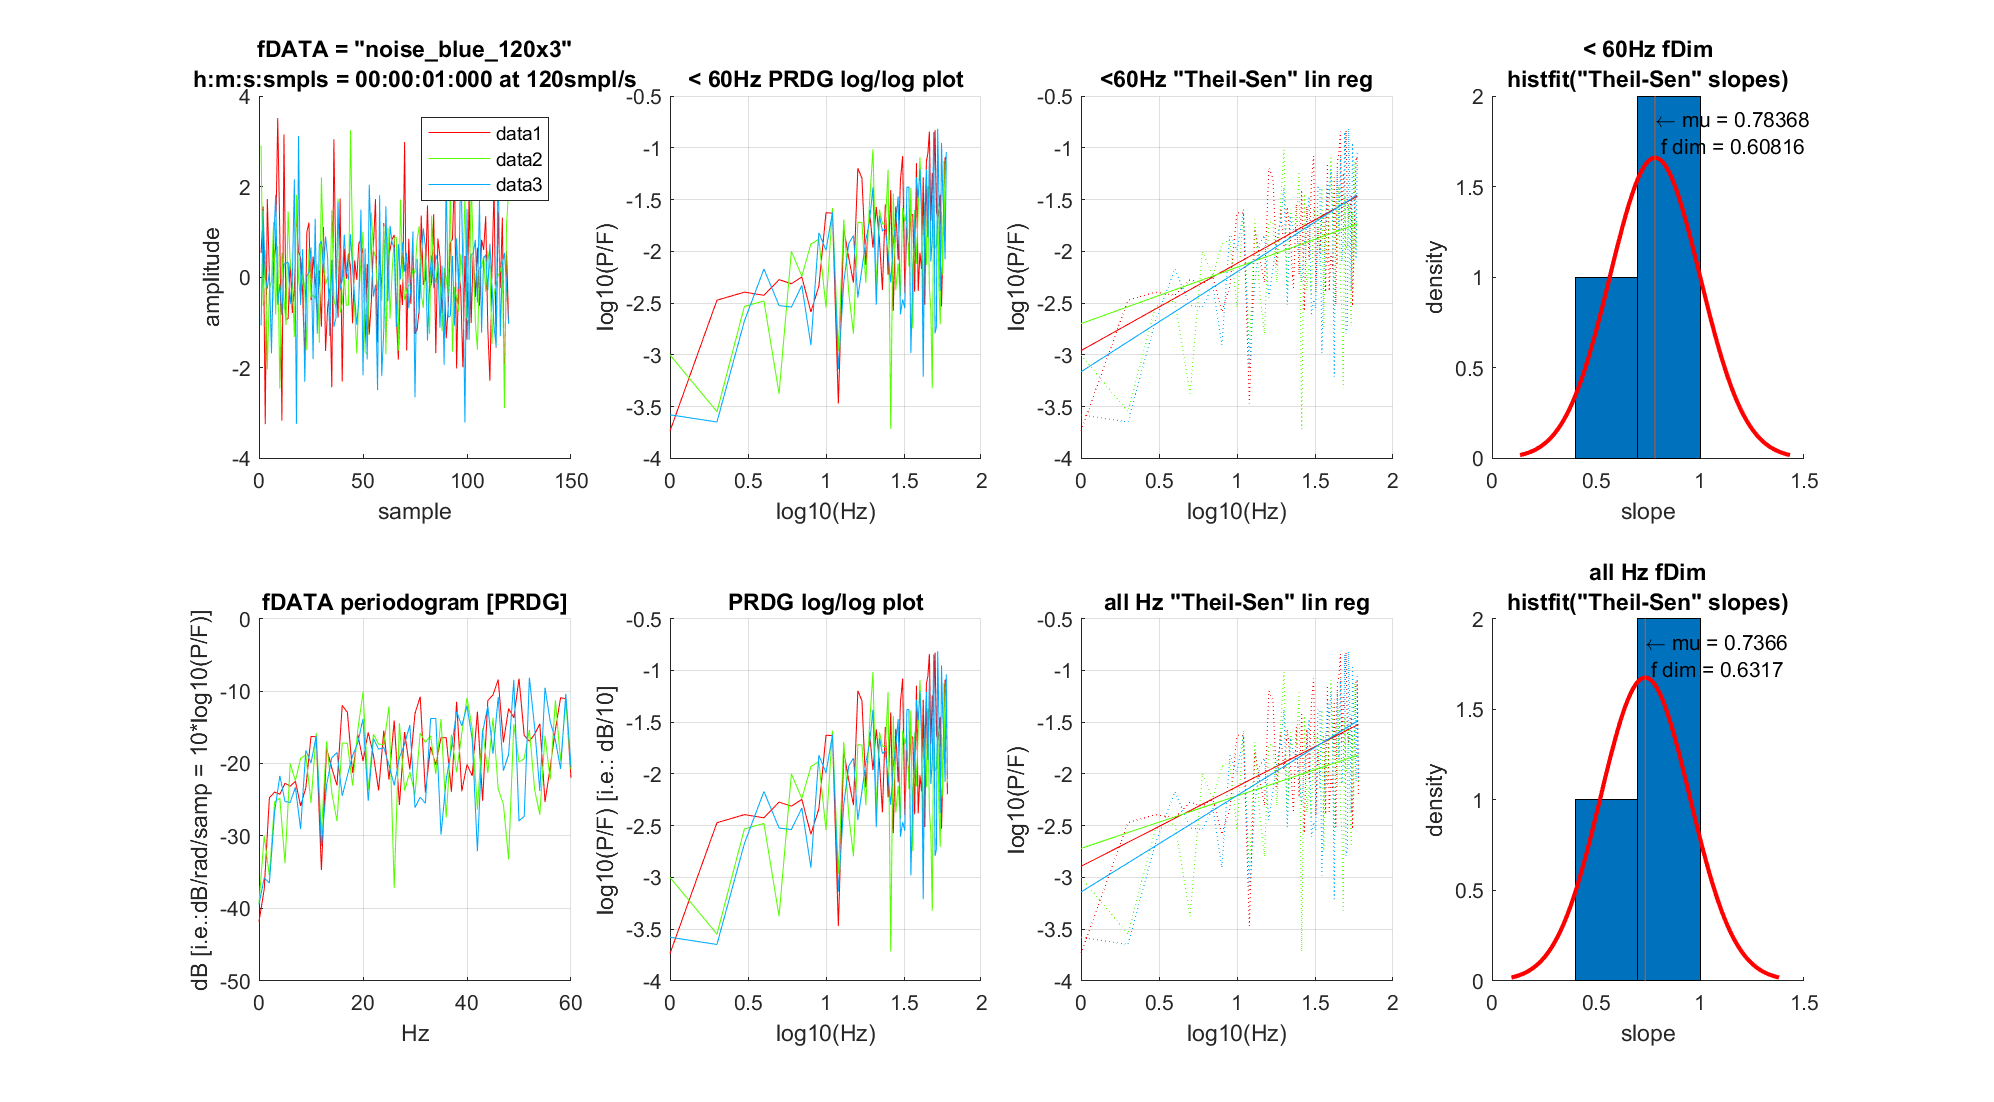 fDATA = "noise_blue_120x3"
h:m:s:smpls = 00:00:01:000 at 120smpl/s
4
2
0
-2
-4
0
50
100
150
amplitude
sample
data1
data2
data3
< 60Hz PRDG log/log plot
-0.5
-1
-1.5
-2
-2.5
-3
-3.5
-4
0
0.5
1
1.5
2
log10(P/F)
log10(Hz)
<60Hz "Theil-Sen" lin reg
-0.5
-1
-1.5
-2
-2.5
-3
-3.5
-4
0
0.5
1
1.5
2
log10(P/F)
log10(Hz)
< 60Hz fDim
histfit("Theil-Sen" slopes)
2
1.5
1
0.5
0
0
0.5
1
1.5
density
slope
← mu = 0.78368
f dim = 0.60816
fDATA periodogram [PRDG]
0
-10
-20
-30
-40
-50
0
20
40
60
dB [i.e.:dB/rad/samp = 10*log10(P/F)]
Hz
PRDG log/log plot
-0.5
-1
-1.5
-2
-2.5
-3
-3.5
-4
0
0.5
1
1.5
2
log10(P/F) [i.e.: dB/10]
log10(Hz)
all Hz "Theil-Sen" lin reg
-0.5
-1
-1.5
-2
-2.5
-3
-3.5
-4
0
0.5
1
1.5
2
log10(P/F)
log10(Hz)
all Hz fDim
histfit("Theil-Sen" slopes)
2
1.5
1
0.5
0
0
0.5
1
1.5
density
slope
← mu = 0.7366
f dim = 0.6317